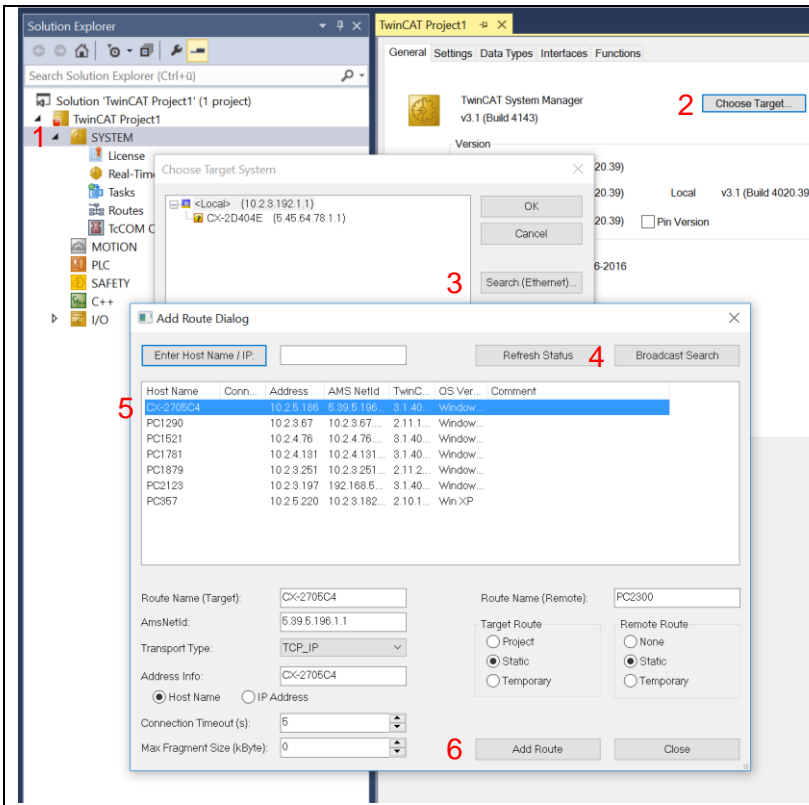 Solution Explorer
Search Solution Explorer (Ctrl+ü)
Solution 'TwinCAT Project1' (1 project)
TwinCAT Project1
1
SYSTEM
License
Real-Time
Tasks
Routes
TcCOM O
MOTION
PLC
SAFETY
C++
I/O
TwinCAT Project1
General Settings Data Types Interfaces Functions
TwinCAT System Manager
v3.1 (Build 4143)
2
Choose Target...
Version
20.39)
20.39) Local v3.1 (Build 4020.39
20.39) Pin Version
6-2016
Choose Target System
<Local> (10.2.3.192.1.1)
CX-2D404E (5.45.64.78.1.1)
OK
Cancel
3
Search (Ethernet)...
Add Route Dialog
Enter Host Name / IP:
Refresh Status
4
Broadcast Search
Host Name Conn... Address AMS NetId TwinC... OS Ver... Comment
5
CX-2705C4 10.2.5.186 5.39.5.196... 3.1.40... Window...
PC1290 10.2.3.67 10.2.3.67.... 2.11.1... Window...
PC1521 10.2.4.76 10.2.4.76.... 3.1.40... Window...
PC1781 10.2.4.131 10.2.4.131... 3.1.40... Window...
PC1879 10.2.3.251 10.2.3.251... 2.11.2... Window...
PC2123 10.2.3.197 192.168.5... 3.1.40... Window...
PC357 10.2.5.220 10.2.3.182... 2.10.1... Win XP
Route Name (Target): CX-2705C4
AmsNetId: 5.39.5.196.1.1
Transport Type: TCP_IP
Address Info: CX-2705C4
Host Name IP Address
Connection Timeout (s): 5
Max Fragment Size (kByte): 0
Route Name (Remote): PC2300
Target Route
Project
Static
Temporary
Remote Route
None
Static
Temporary
6
Add Route
Close